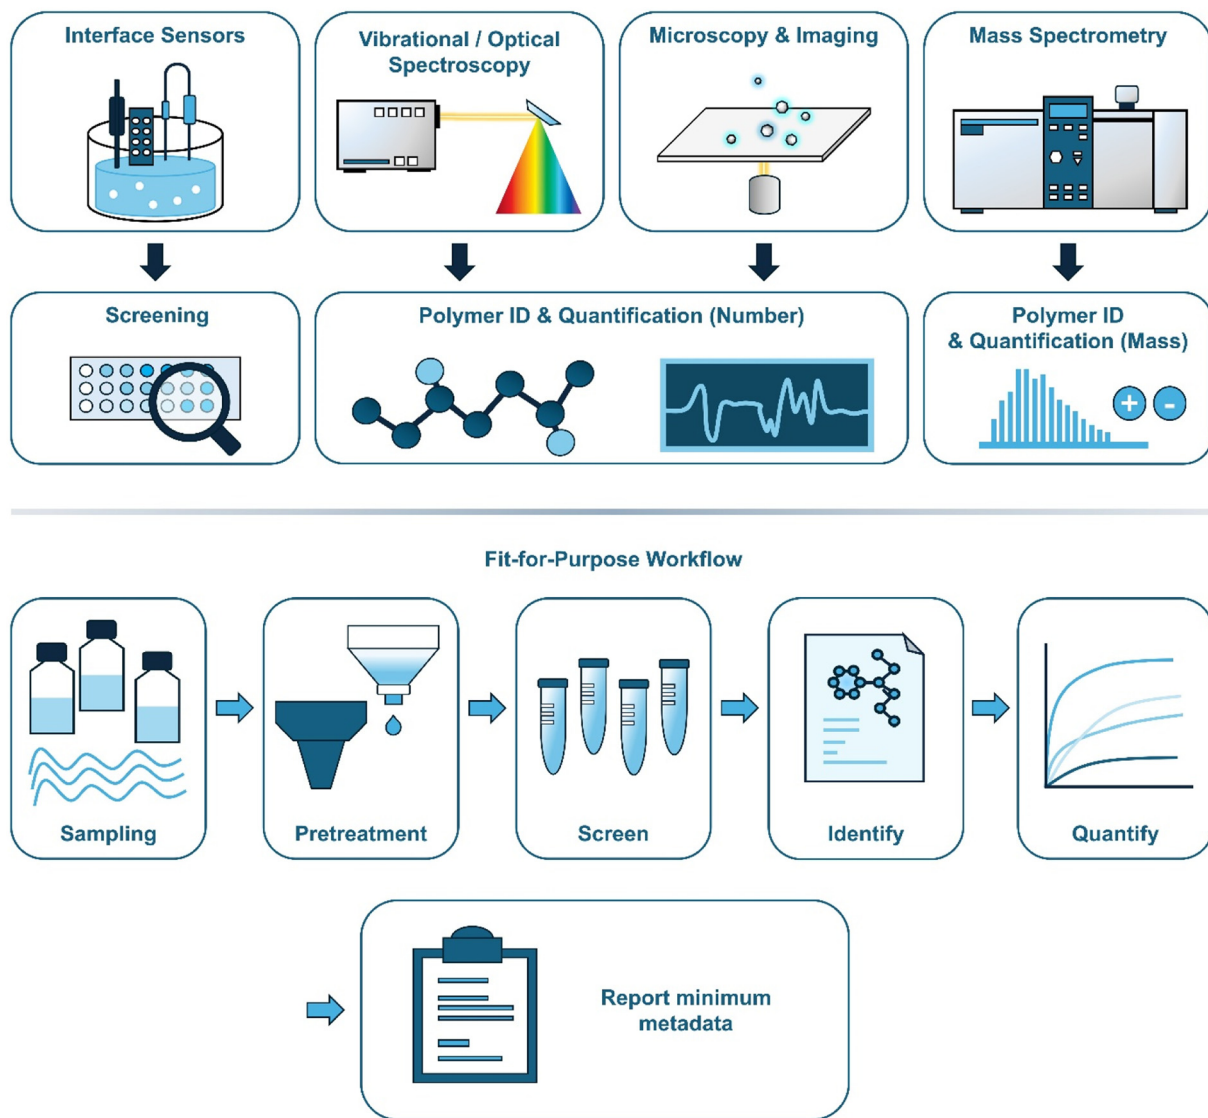 Interface Sensors
Vibrational / Optical
Spectroscopy
Microscopy & Imaging
Mass Spectrometry
Screening
Polymer ID & Quantification (Number)
Polymer ID
& Quantification (Mass)
+ -
Fit-for-Purpose Workflow
Sampling
Pretreatment
Screen
Identify
Quantify
Report minimum
metadata